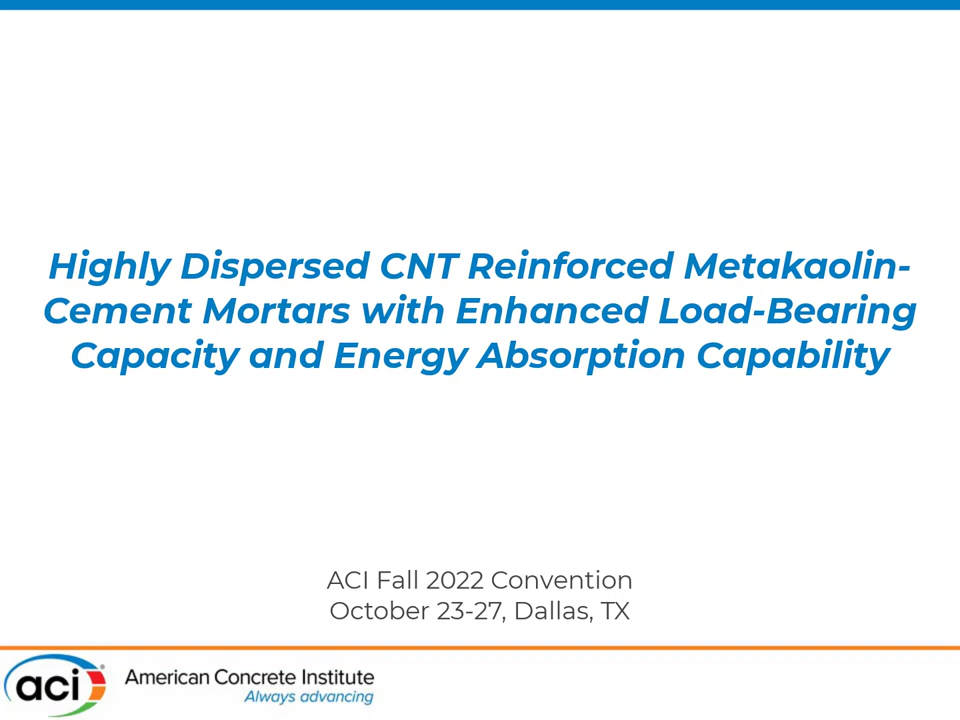 Highly Dispersed CNT Reinforced Metakaolin-
Cement Mortars with Enhanced Load-Bearing
Capacity and Energy Absorption Capability
ACI Fall 2022 Convention
October 23-27, Dallas, TX
aci
American Concrete Institute
Always advancing